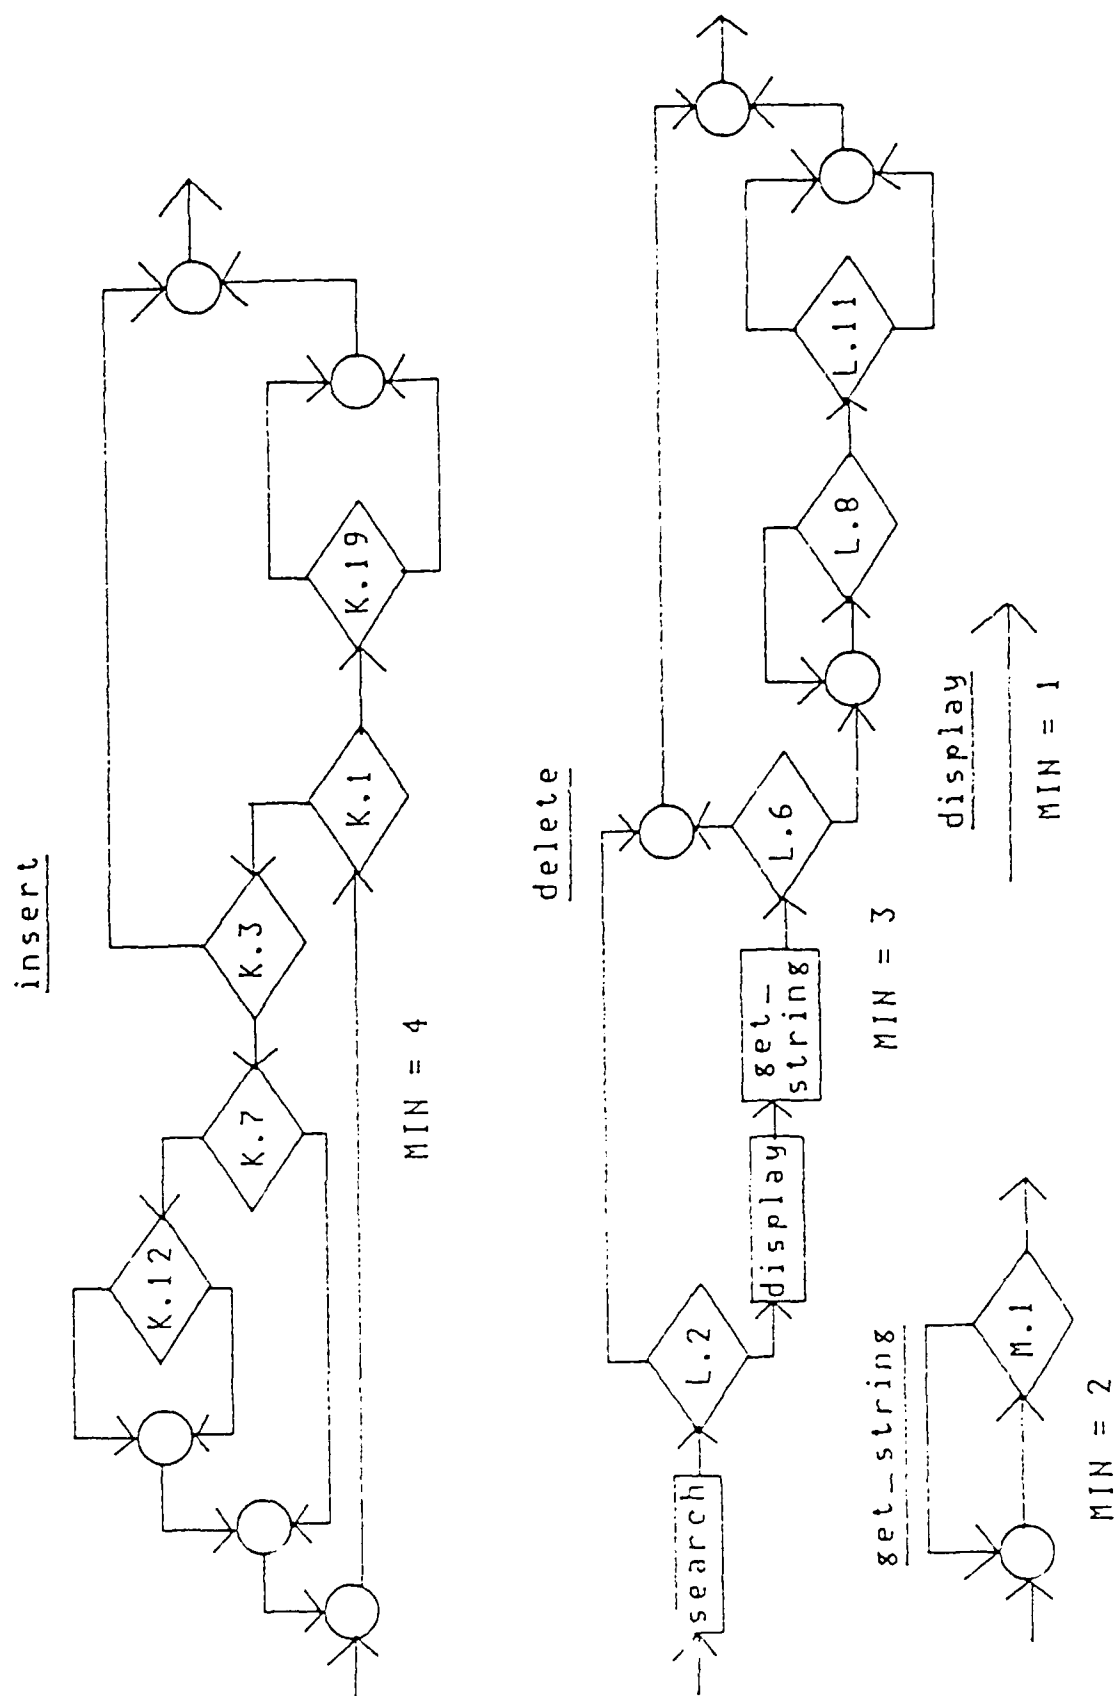 insert
K.12
K.7
K.3
K.1
K.19
MIN = 4
delete
search
L.2
display
get_
string
L.6
L.8
L.11
MIN = 3
get_string
M.1
MIN = 2
display
MIN = 1